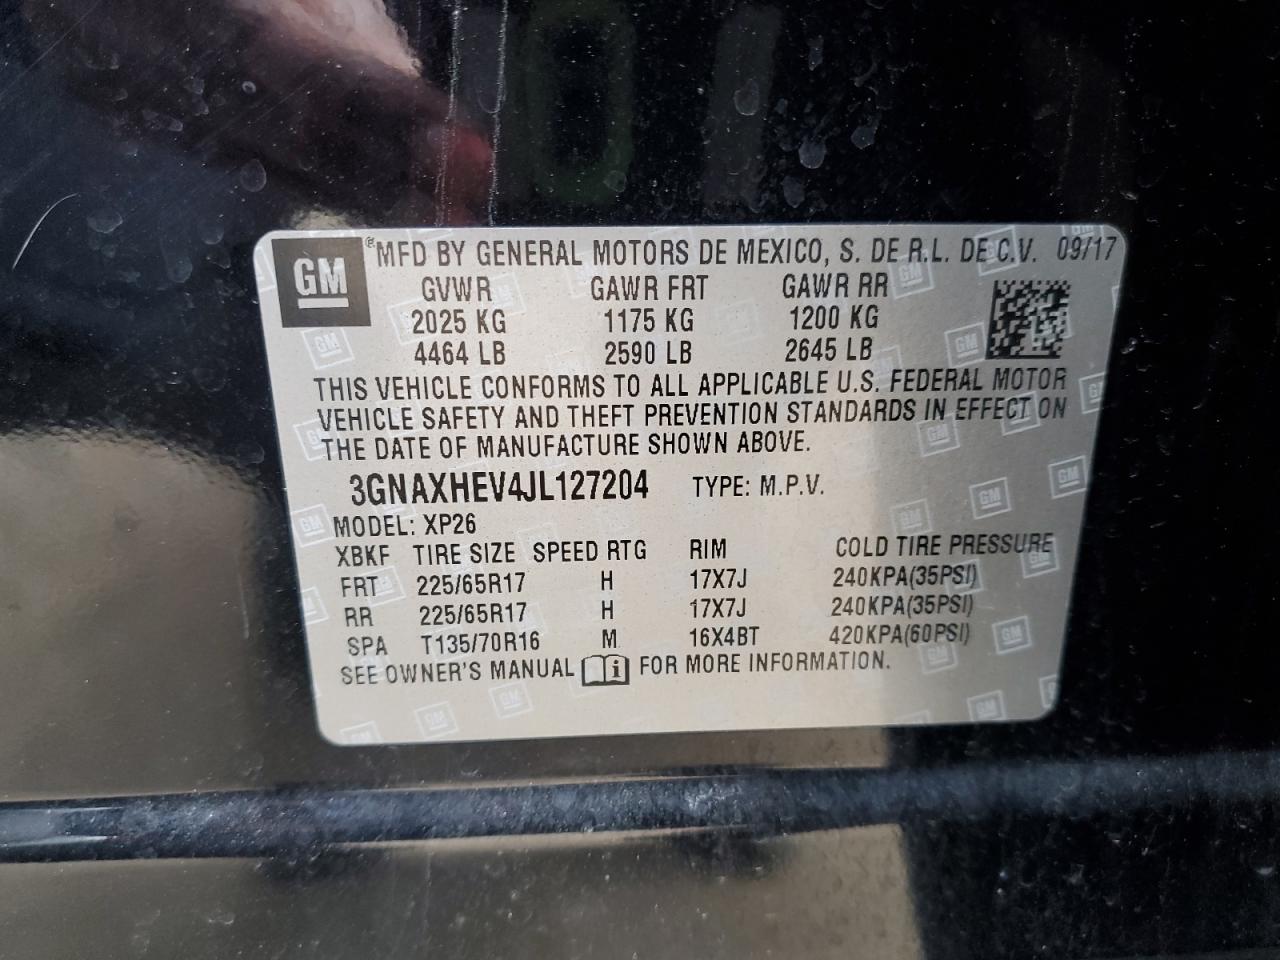 GM ® MFD BY GENERAL MOTORS DE MEXICO, S. DE R.L. DE C.V. 09/17
GVWR GAWR FRT GAWR RR
2025 KG 1175 KG 1200 KG
4464 LB 2590 LB 2645 LB
THIS VEHICLE CONFORMS TO ALL APPLICABLE U.S. FEDERAL MOTOR
VEHICLE SAFETY AND THEFT PREVENTION STANDARDS IN EFFECT ON
THE DATE OF MANUFACTURE SHOWN ABOVE.
3GNAXHEV4JL127204 TYPE: M.P.V.
MODEL: XP26
XBKF TIRE SIZE SPEED RTG RIM COLD TIRE PRESSURE
FRT 225/65R17 H 17X7J 240KPA(35PSI)
RR 225/65R17 H 17X7J 240KPA(35PSI)
SPA T135/70R16 M 16X4BT 420KPA(60PSI)
SEE OWNER'S MANUAL i FOR MORE INFORMATION.